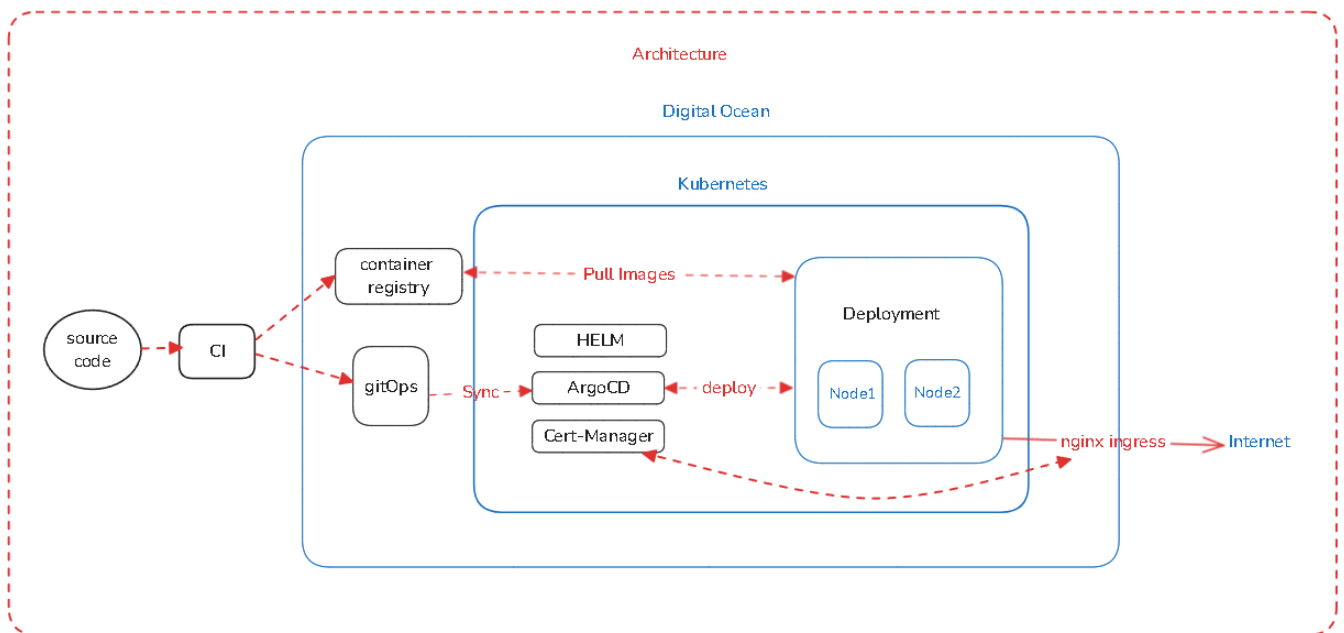 Architecture
Digital Ocean
Kubernetes
container
registry
Pull Images
Deployment
source
code
CI
HELM
gitOps
Sync
ArgoCD
deploy
Node1
Node2
Cert-Manager
nginx ingress
Internet